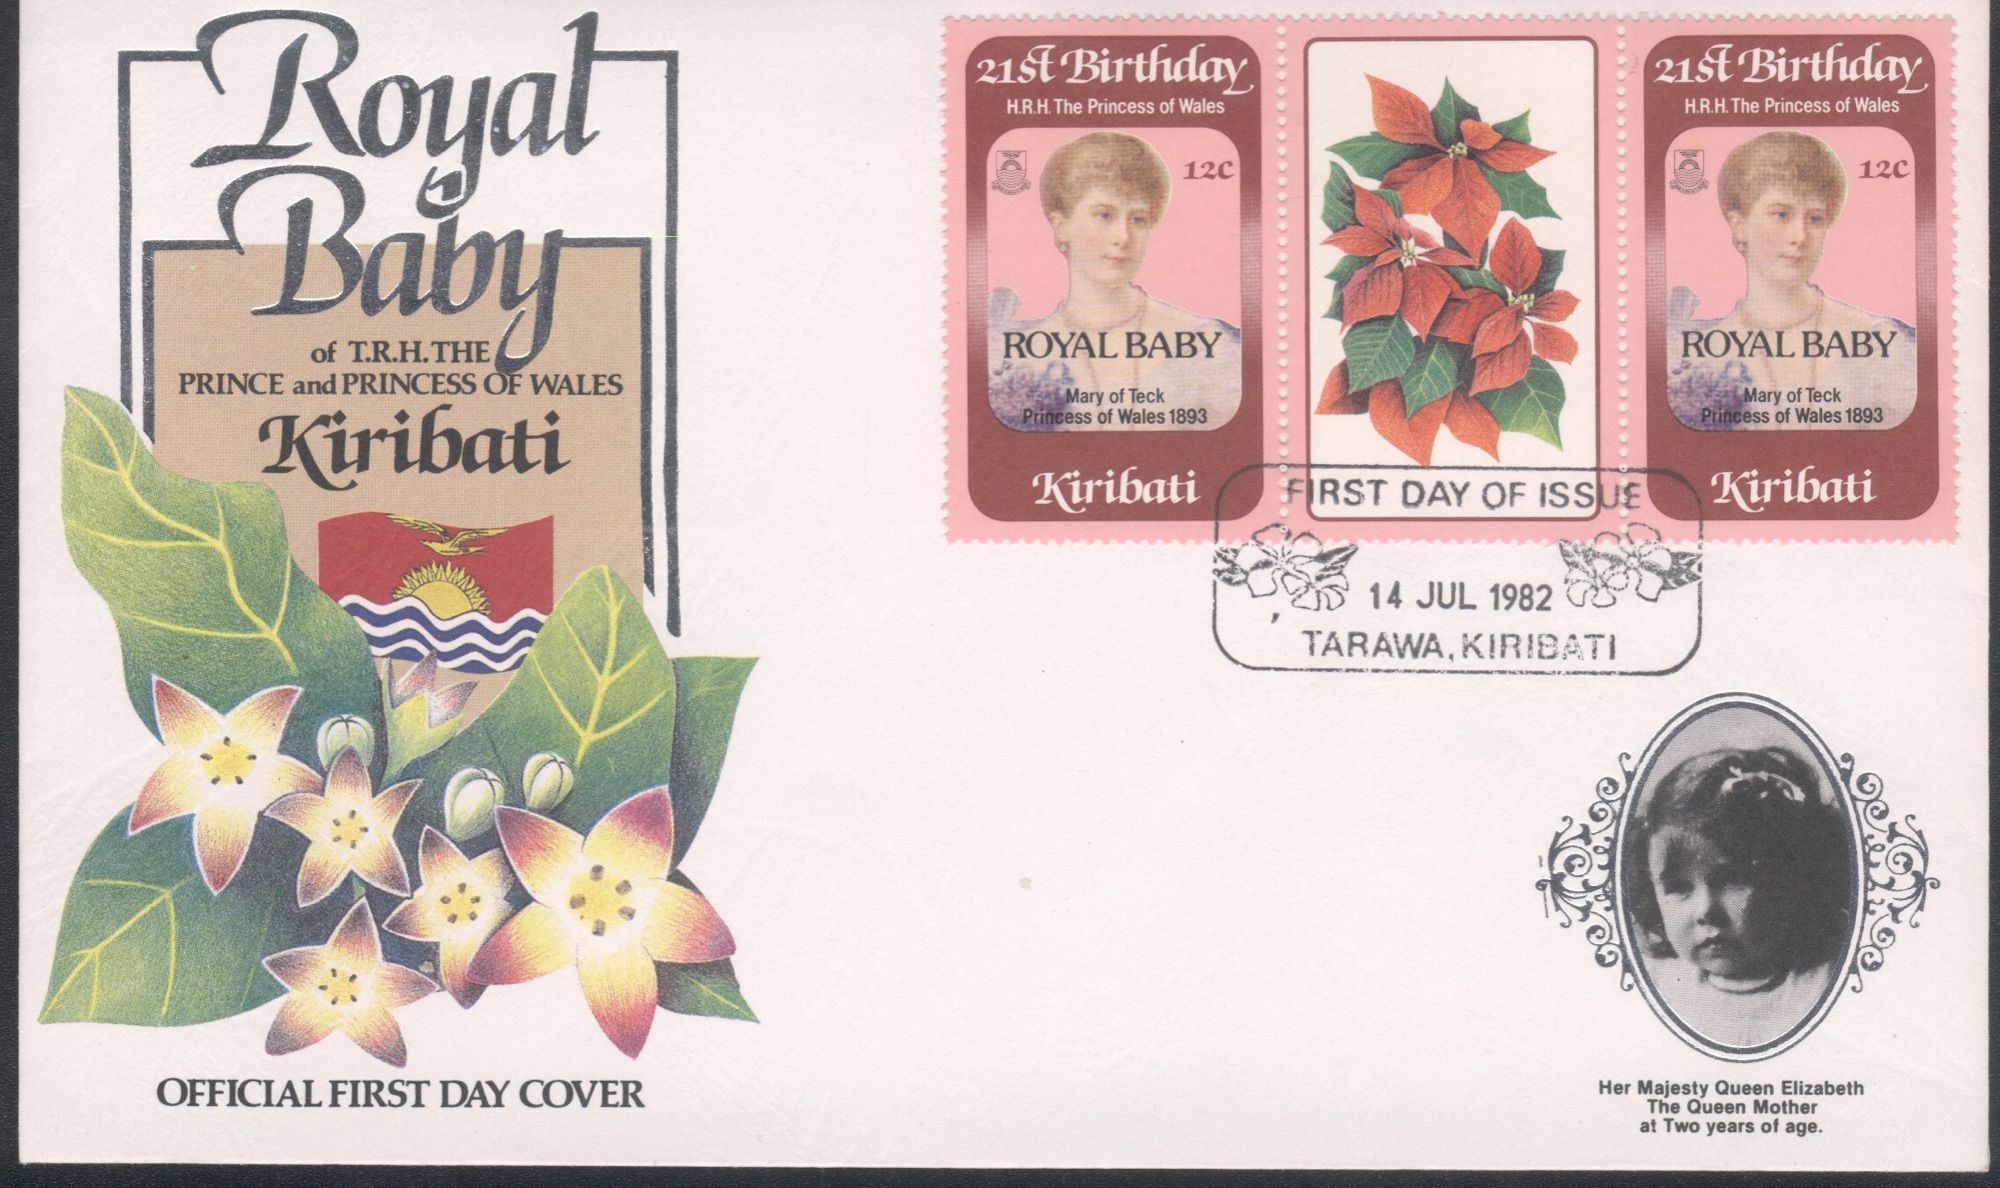 Royal
Baby
of T.R.H. THE
PRINCE and PRINCESS OF WALES
Kiribati
OFFICIAL FIRST DAY COVER
21st Birthday
H.R.H. The Princess of Wales
12c
ROYAL BABY
Mary of Teck
Princess of Wales 1893
Kiribati
21st Birthday
H.R.H. The Princess of Wales
12c
ROYAL BABY
Mary of Teck
Princess of Wales 1893
Kiribati
FIRST DAY OF ISSUE
14 JUL 1982
TARAWA, KIRIBATI
Her Majesty Queen Elizabeth
The Queen Mother
at Two years of age.